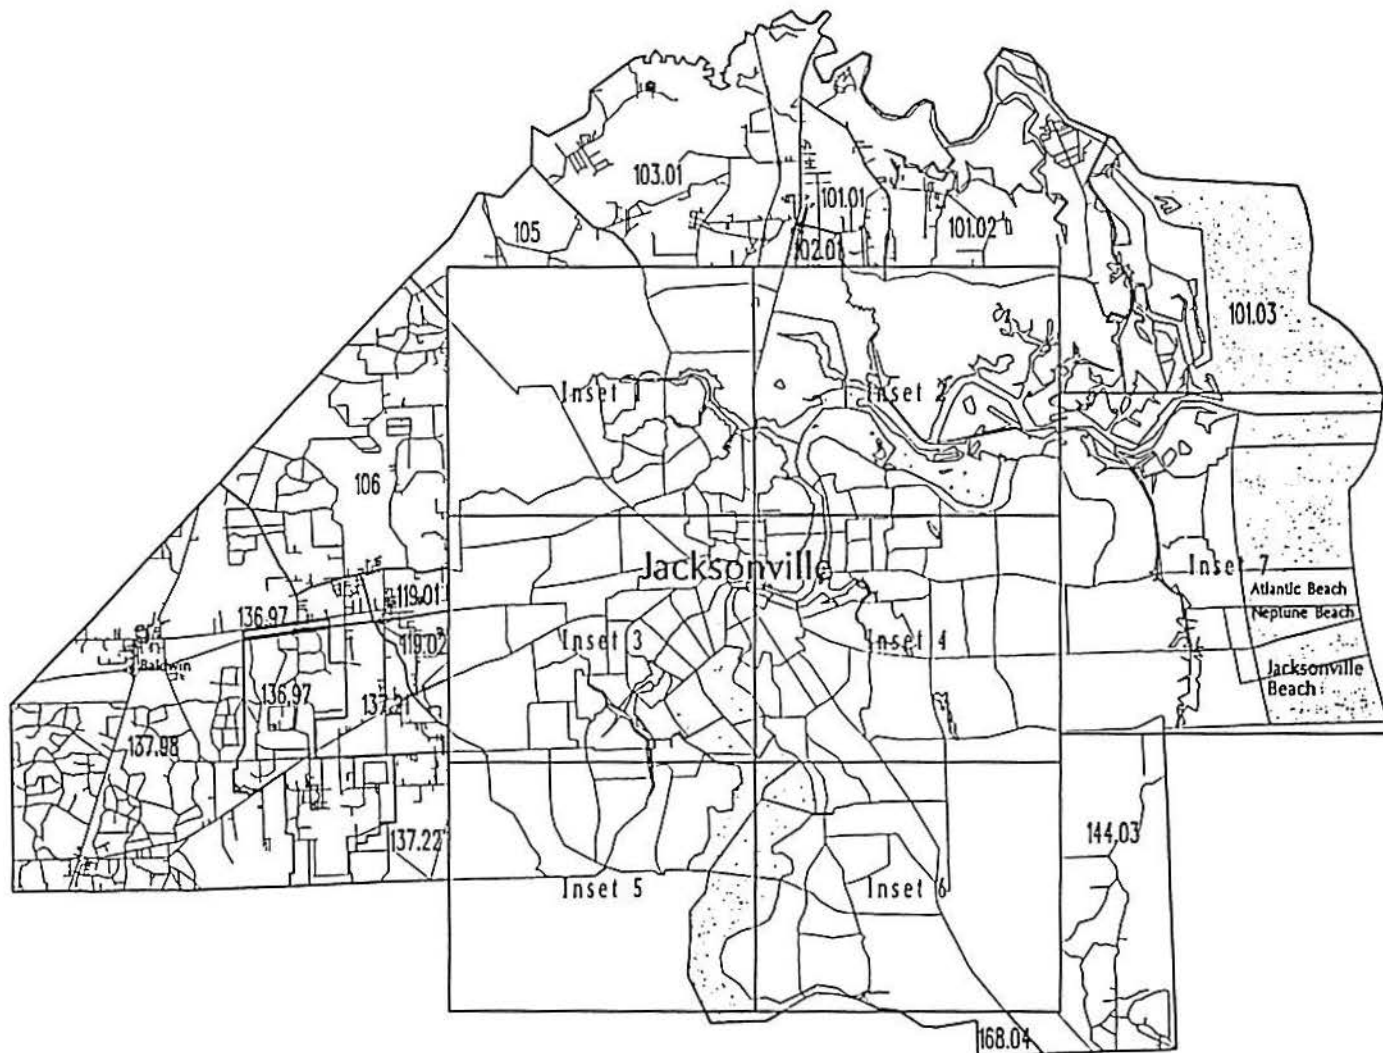 103.01
101.01
105
101.02
102.01
101.03
Inset 1
Inset 2
106
Jacksonville
Inset 7
Atlantic Beach
119.01
Neptune Beach
136.97
119.02
Inset 3
Inset 4
Baldwin
Jacksonville
Beach
136.97
137.21
137.98
137.22
144.03
Inset 5
Inset 6
168.04